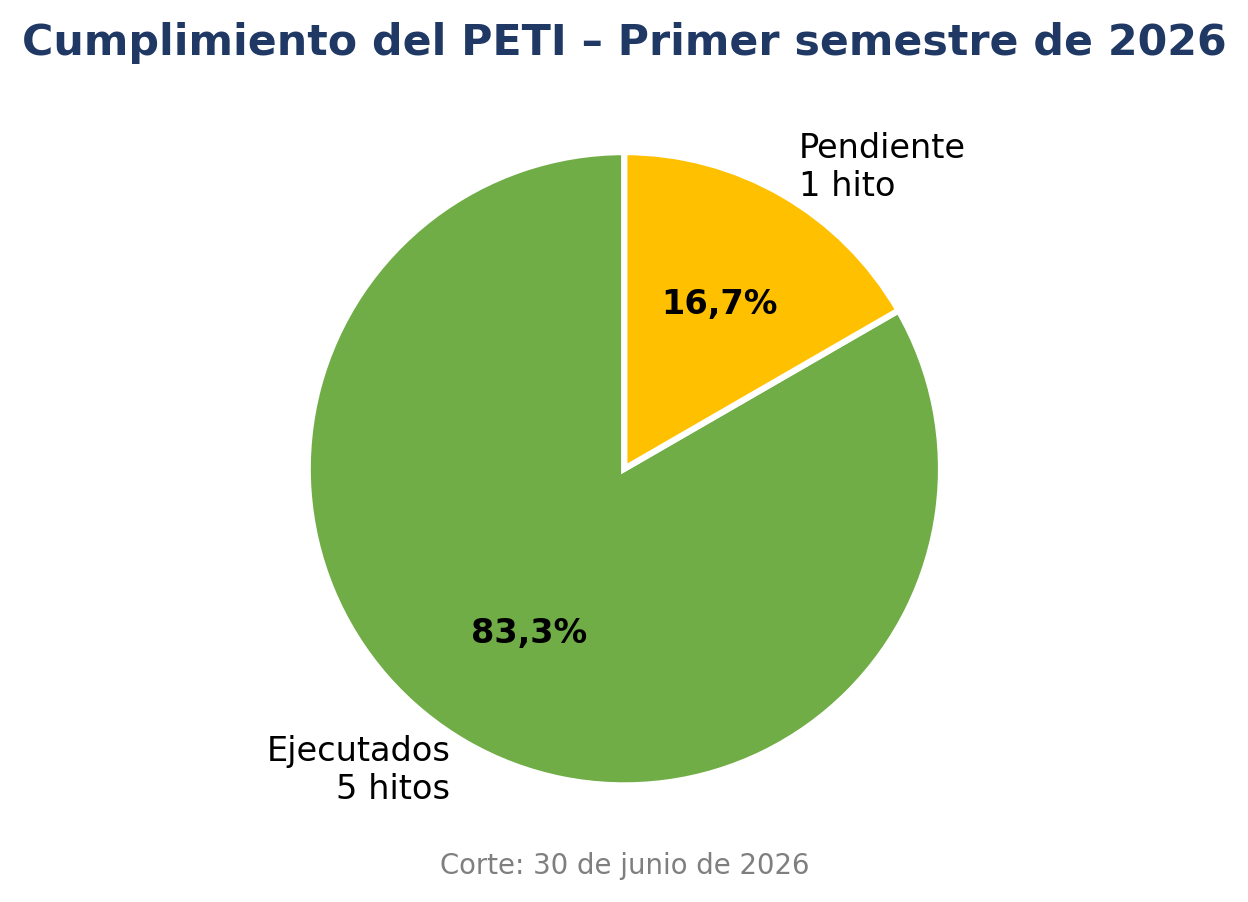 Cumplimiento del PETI – Primer semestre de 2026
Pendiente
1 hito
16,7%
83,3%
Ejecutados
5 hitos
Corte: 30 de junio de 2026